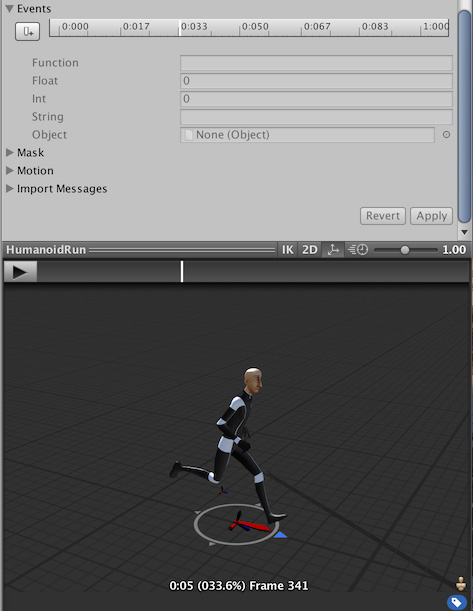 Events
0:000 0:017 0:033 0:050 0:067 0:083 1:000
Function
Float 0
Int 0
String
Object None (Object)
Mask
Motion
Import Messages
Revert Apply
HumanoidRun IK 2D 1.00
0:05 (033.6%) Frame 341